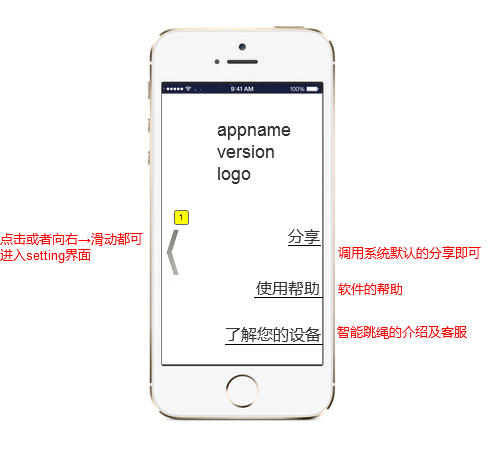 9:41 AM
100%
appname
version
logo
1
点击或者向右→滑动都可
进入setting界面
分享
调用系统默认的分享即可
使用帮助
软件的帮助
了解您的设备
智能跳绳的介绍及客服